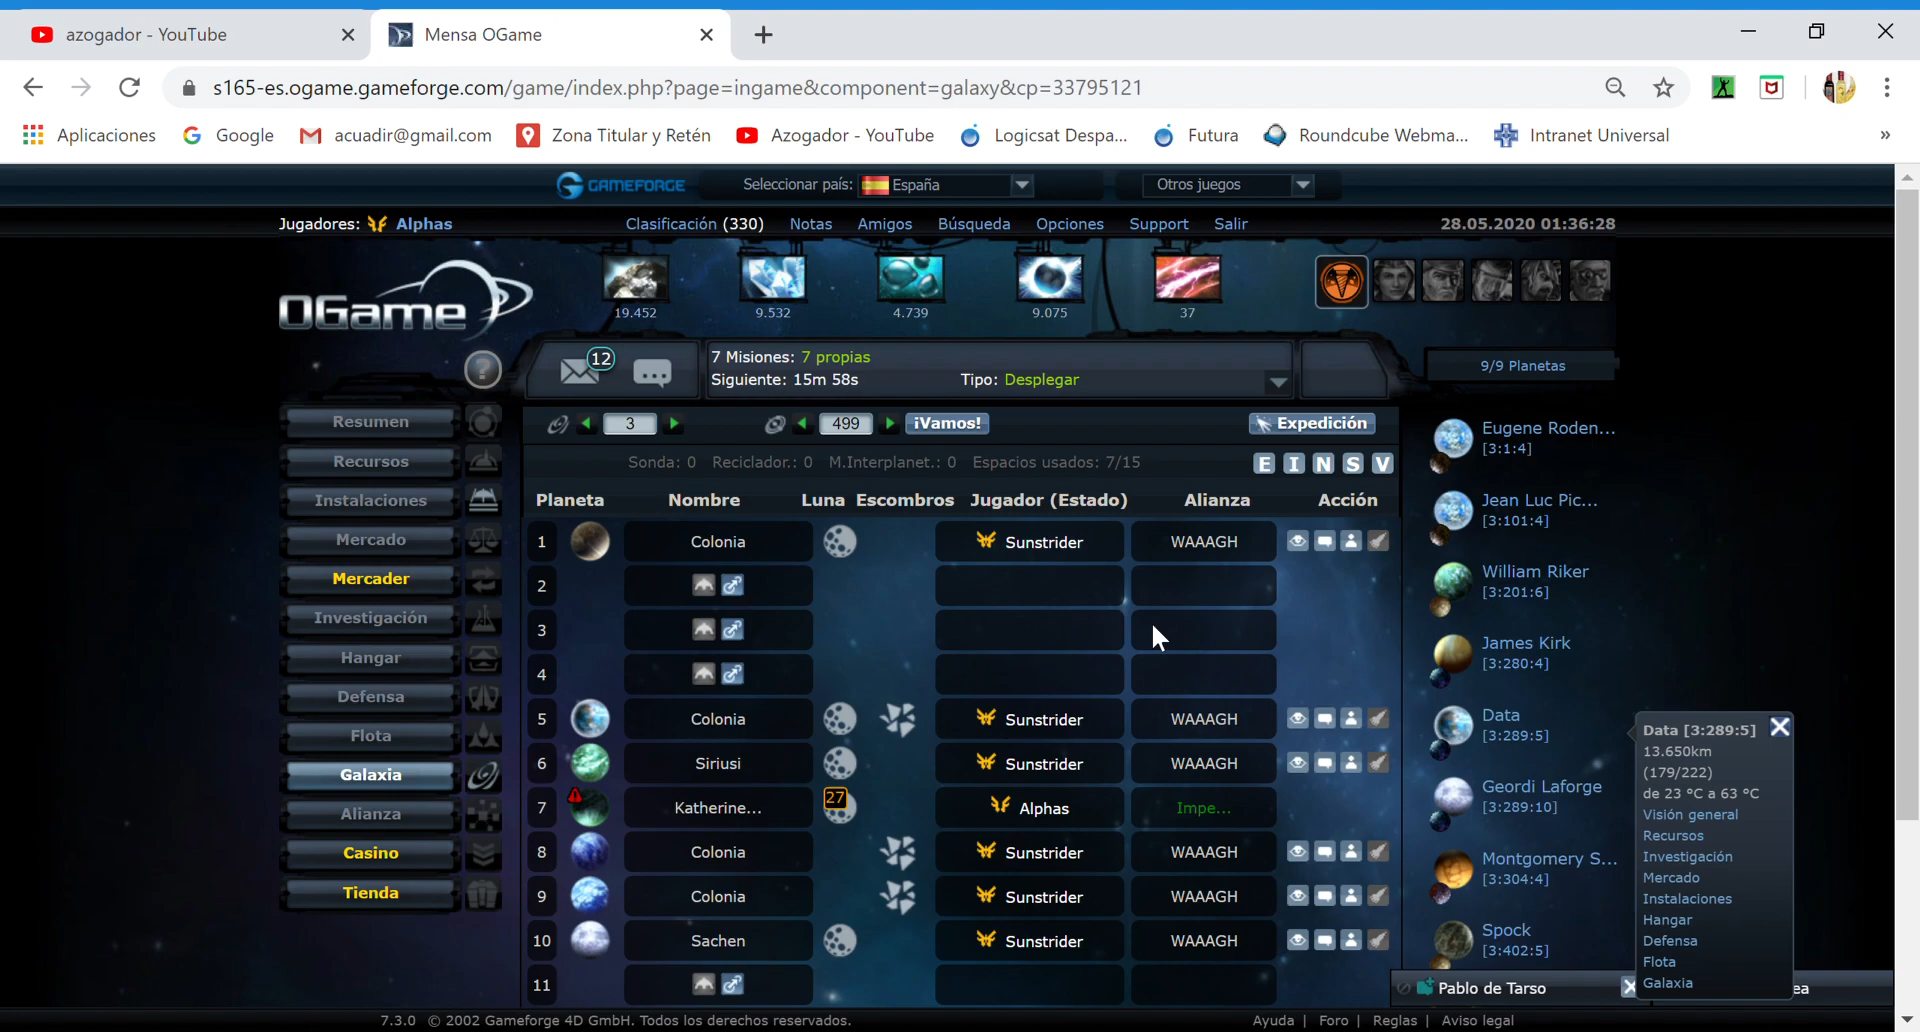 azogador - YouTube
Mensa OGame
s165-es.ogame.gameforge.com/game/index.php?page=ingame&component=galaxy&cp=33795121
Aplicaciones Google acuadir@gmail.com Zona Titular y Retén Azogador - YouTube Logicsat Despa... Futura Roundcube Webma... Intranet Universal »
GAMEFORGE Seleccionar país: España Otros juegos
Jugadores: Alphas Clasificación (330) Notas Amigos Búsqueda Opciones Support Salir 28.05.2020 01:36:28
OGame
19.452 9.532 4.739 9.075 37
? 12
7 Misiones: 7 propias
Siguiente: 15m 58s Tipo: Desplegar
9/9 Planetas
Resumen
Recursos
Instalaciones
Mercado
Mercader
Investigación
Hangar
Defensa
Flota
Galaxia
Alianza
Casino
Tienda
3 499 ¡Vamos! Expedición
Sonda: 0 Reciclador.: 0 M.Interplanet.: 0 Espacios usados: 7/15 E I N S V
Planeta Nombre Luna Escombros Jugador (Estado) Alianza Acción
1 Colonia Sunstrider WAAAGH
2
3
4
5 Colonia Sunstrider WAAAGH
6 Siriusi Sunstrider WAAAGH
7 Katherine... 27 Alphas Impe...
8 Colonia Sunstrider WAAAGH
9 Colonia Sunstrider WAAAGH
10 Sachen Sunstrider WAAAGH
11
Eugene Roden...
[3:1:4]
Jean Luc Pic...
[3:101:4]
William Riker
[3:201:6]
James Kirk
[3:280:4]
Data
[3:289:5]
Geordi Laforge
[3:289:10]
Montgomery S...
[3:304:4]
Spock
[3:402:5]
Data [3:289:5]
13.650km
(179/222)
de 23 ºC a 63 ºC
Visión general
Recursos
Investigación
Mercado
Instalaciones
Hangar
Defensa
Flota
Galaxia
Pablo de Tarso
ea
7.3.0 © 2002 Gameforge 4D GmbH. Todos los derechos reservados.
Ayuda | Foro | Reglas | Aviso legal